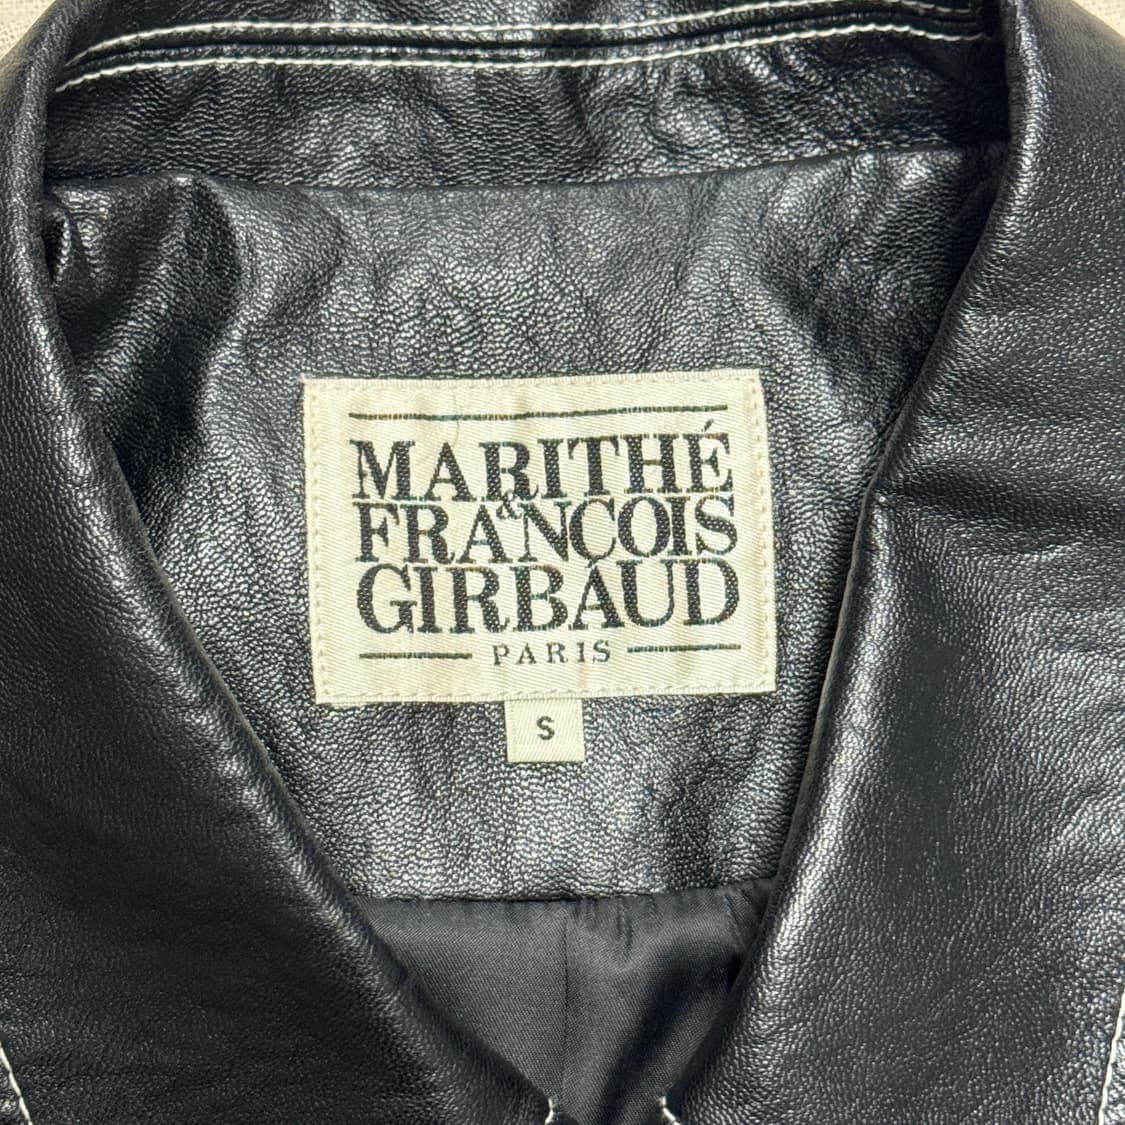 MARITHÉ
&
FRANÇOIS
GIRBAUD
PARIS
S